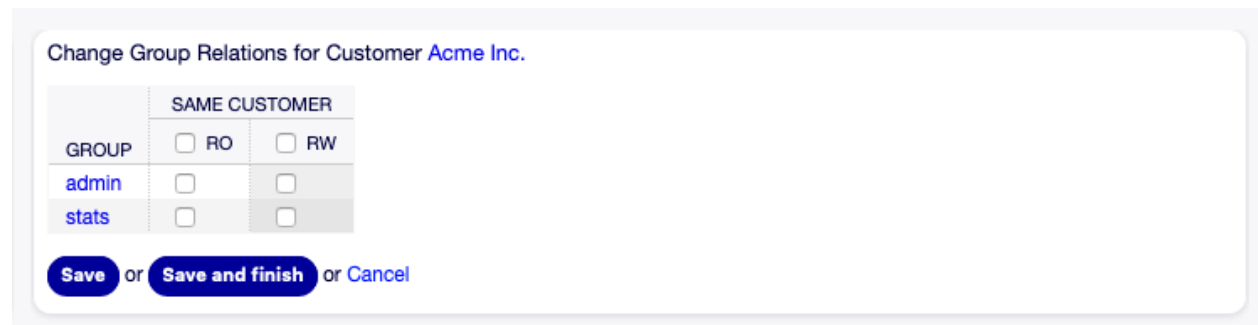 Change Group Relations for Customer Acme Inc.
SAME CUSTOMER
GROUP RO RW
admin
stats
Save or Save and finish or Cancel